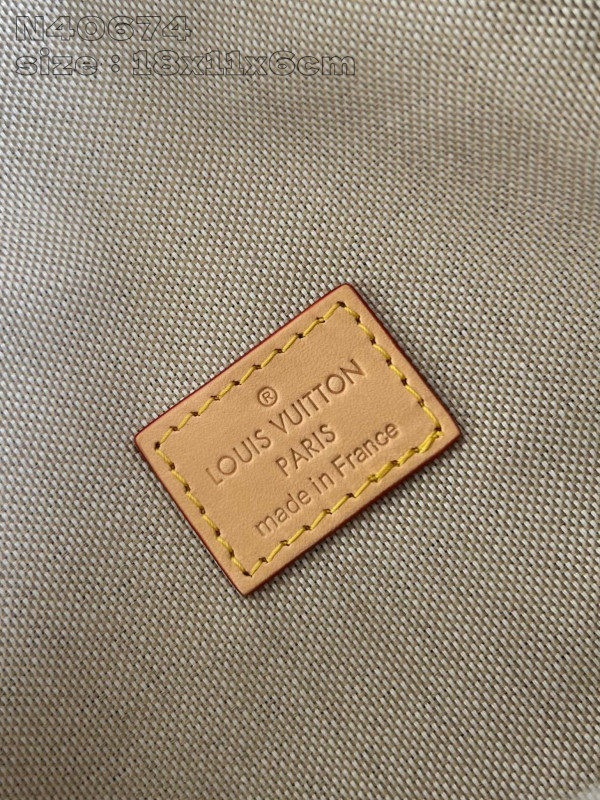 N40674
size : 18x11x6cm
®
LOUIS VUITTON
PARIS
made in France